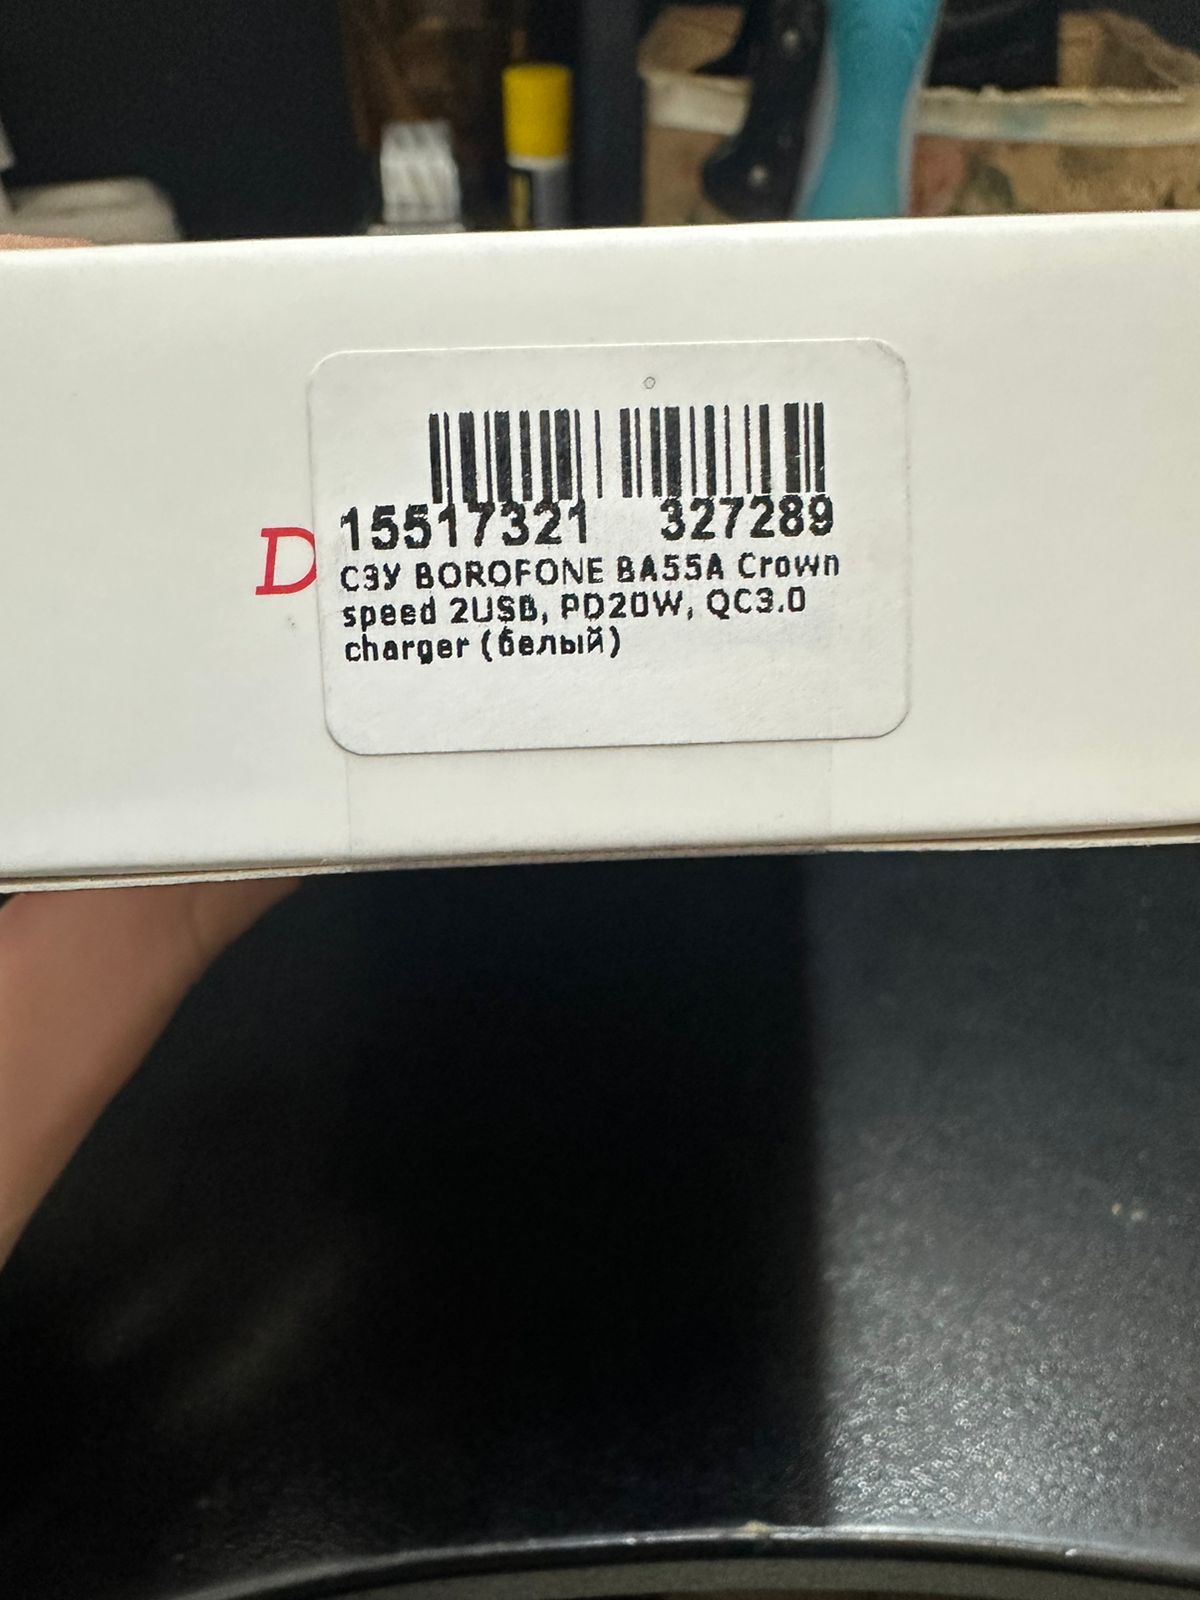 15517321 327289
D
СЗУ BOROFONE BA55A Crown
speed 2USB, PD20W, QC3.0
charger (белый)